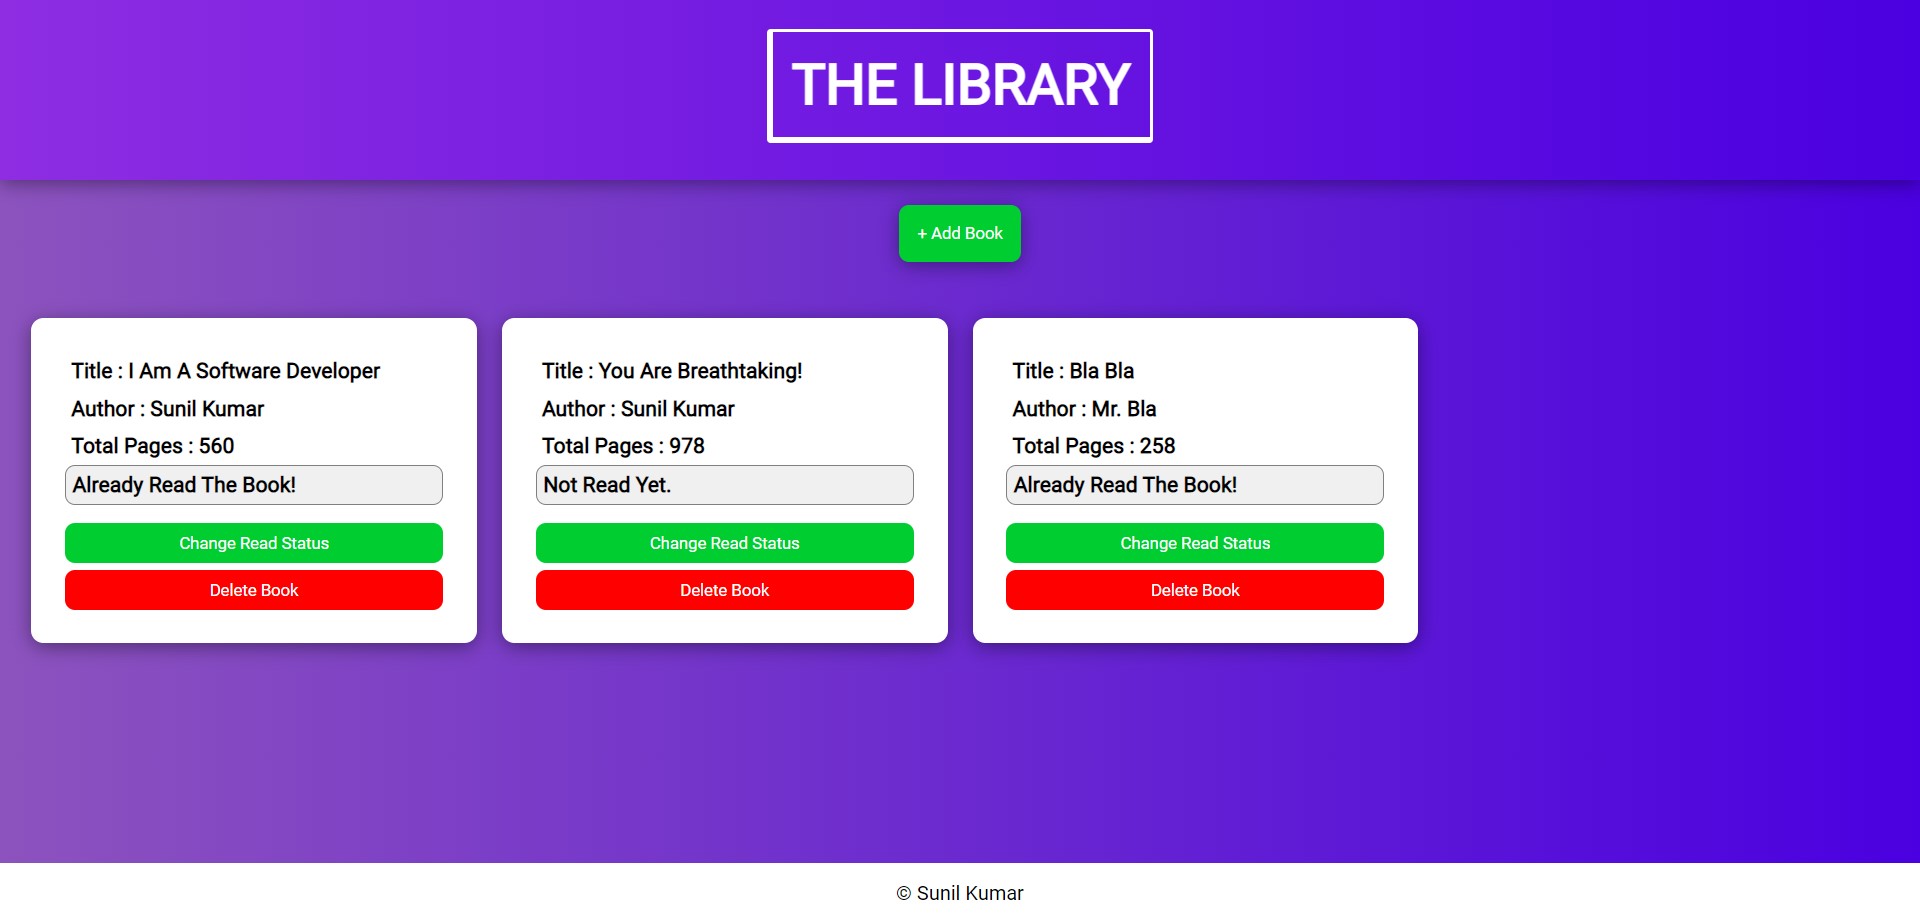 THE LIBRARY
+ Add Book
Title : I Am A Software Developer
Author : Sunil Kumar
Total Pages : 560
Already Read The Book!
Change Read Status
Delete Book
Title : You Are Breathtaking!
Author : Sunil Kumar
Total Pages : 978
Not Read Yet.
Change Read Status
Delete Book
Title : Bla Bla
Author : Mr. Bla
Total Pages : 258
Already Read The Book!
Change Read Status
Delete Book
© Sunil Kumar